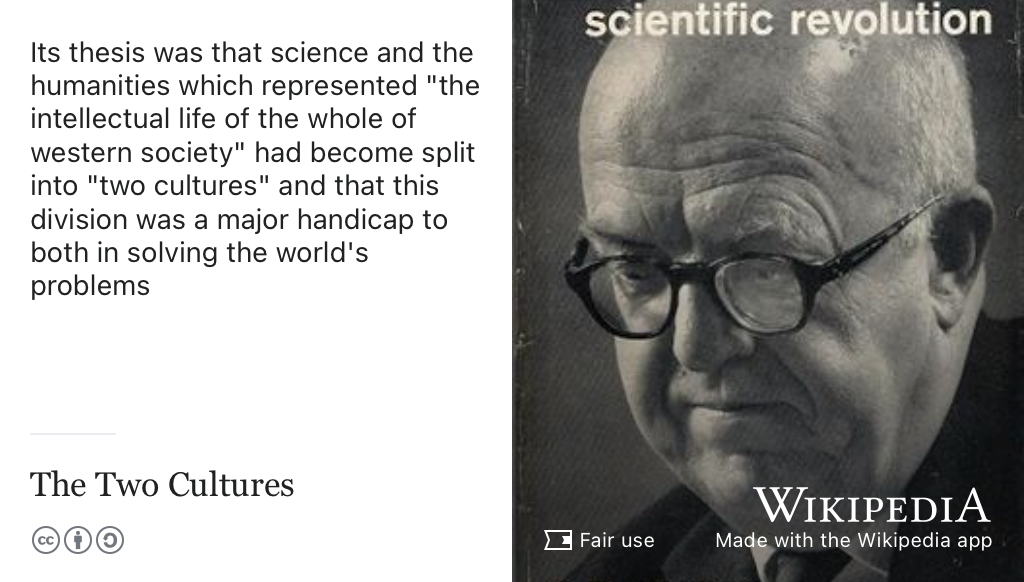 Its thesis was that science and the
humanities which represented "the
intellectual life of the whole of
western society" had become split
into "two cultures" and that this
division was a major handicap to
both in solving the world's
problems
The Two Cultures
cc
scientific revolution
WIKIPEDIA
Fair use
Made with the Wikipedia app